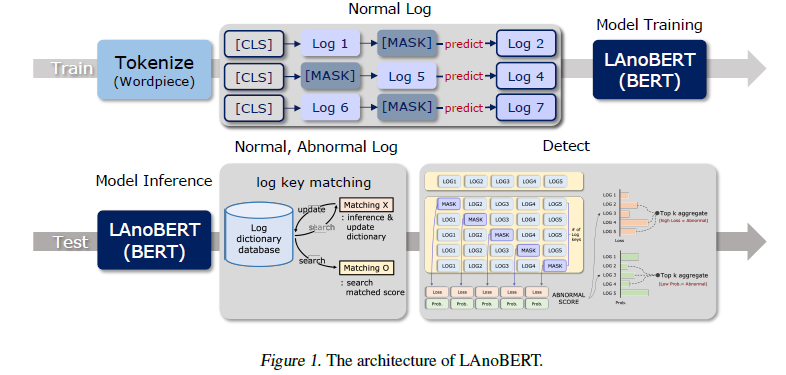 Normal Log
Model Training
Train
Tokenize
(Wordpiece)
[CLS] Log 1 [MASK] predict Log 2
[CLS] [MASK] Log 5 predict Log 4
[CLS] Log 6 [MASK] predict Log 7
LAnoBERT
(BERT)
Normal, Abnormal Log
Detect
Model Inference
Test
LAnoBERT
(BERT)
log key matching
Log
dictionary
database
update
search
Matching X
: inference &
update
dictionary
search
Matching O
: search
matched score
LOG1 LOG2 LOG3 LOG4 LOG5
MASK LOG2 LOG3 LOG4 LOG5
LOG1 MASK LOG3 LOG4 LOG5
LOG1 LOG2 MASK LOG4 LOG5
LOG1 LOG2 LOG3 MASK LOG5
LOG1 LOG2 LOG3 LOG4 MASK
# of
Log
keys
Loss Loss Loss Loss Loss
Prob. Prob. Prob. Prob. Prob.
ABNORMAL
SCORE
LOG 1
LOG 2
LOG 3
LOG 4
LOG 5
Loss
Top k aggregate
(high Loss = Abnormal)
LOG 1
LOG 2
LOG 3
LOG 4
LOG 5
Prob.
Top k aggregate
(Low Prob.= Abnormal)
Figure 1. The architecture of LAnoBERT.